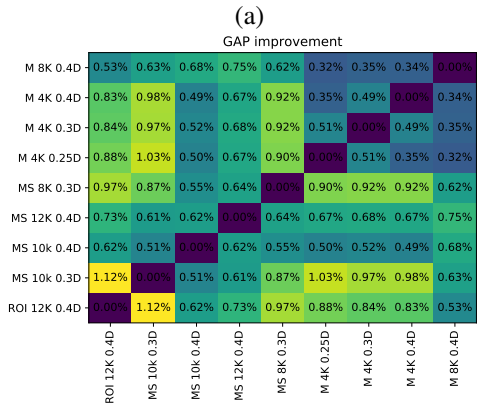 (a)
GAP improvement
M 8K 0.4D 0.53% 0.63% 0.68% 0.75% 0.62% 0.32% 0.35% 0.34% 0.00%
M 4K 0.4D 0.83% 0.98% 0.49% 0.67% 0.92% 0.35% 0.49% 0.00% 0.34%
M 4K 0.3D 0.84% 0.97% 0.52% 0.68% 0.92% 0.51% 0.00% 0.49% 0.35%
M 4K 0.25D 0.88% 1.03% 0.50% 0.67% 0.90% 0.00% 0.51% 0.35% 0.32%
MS 8K 0.3D 0.97% 0.87% 0.55% 0.64% 0.00% 0.90% 0.92% 0.92% 0.62%
MS 12K 0.4D 0.73% 0.61% 0.62% 0.00% 0.64% 0.67% 0.68% 0.67% 0.75%
MS 10k 0.4D 0.62% 0.51% 0.00% 0.62% 0.55% 0.50% 0.52% 0.49% 0.68%
MS 10k 0.3D 1.12% 0.00% 0.51% 0.61% 0.87% 1.03% 0.97% 0.98% 0.63%
ROI 12K 0.4D 0.00% 1.12% 0.62% 0.73% 0.97% 0.88% 0.84% 0.83% 0.53%
ROI 12K 0.4D
MS 10k 0.3D
MS 10k 0.4D
MS 12K 0.4D
MS 8K 0.3D
M 4K 0.25D
M 4K 0.3D
M 4K 0.4D
M 8K 0.4D